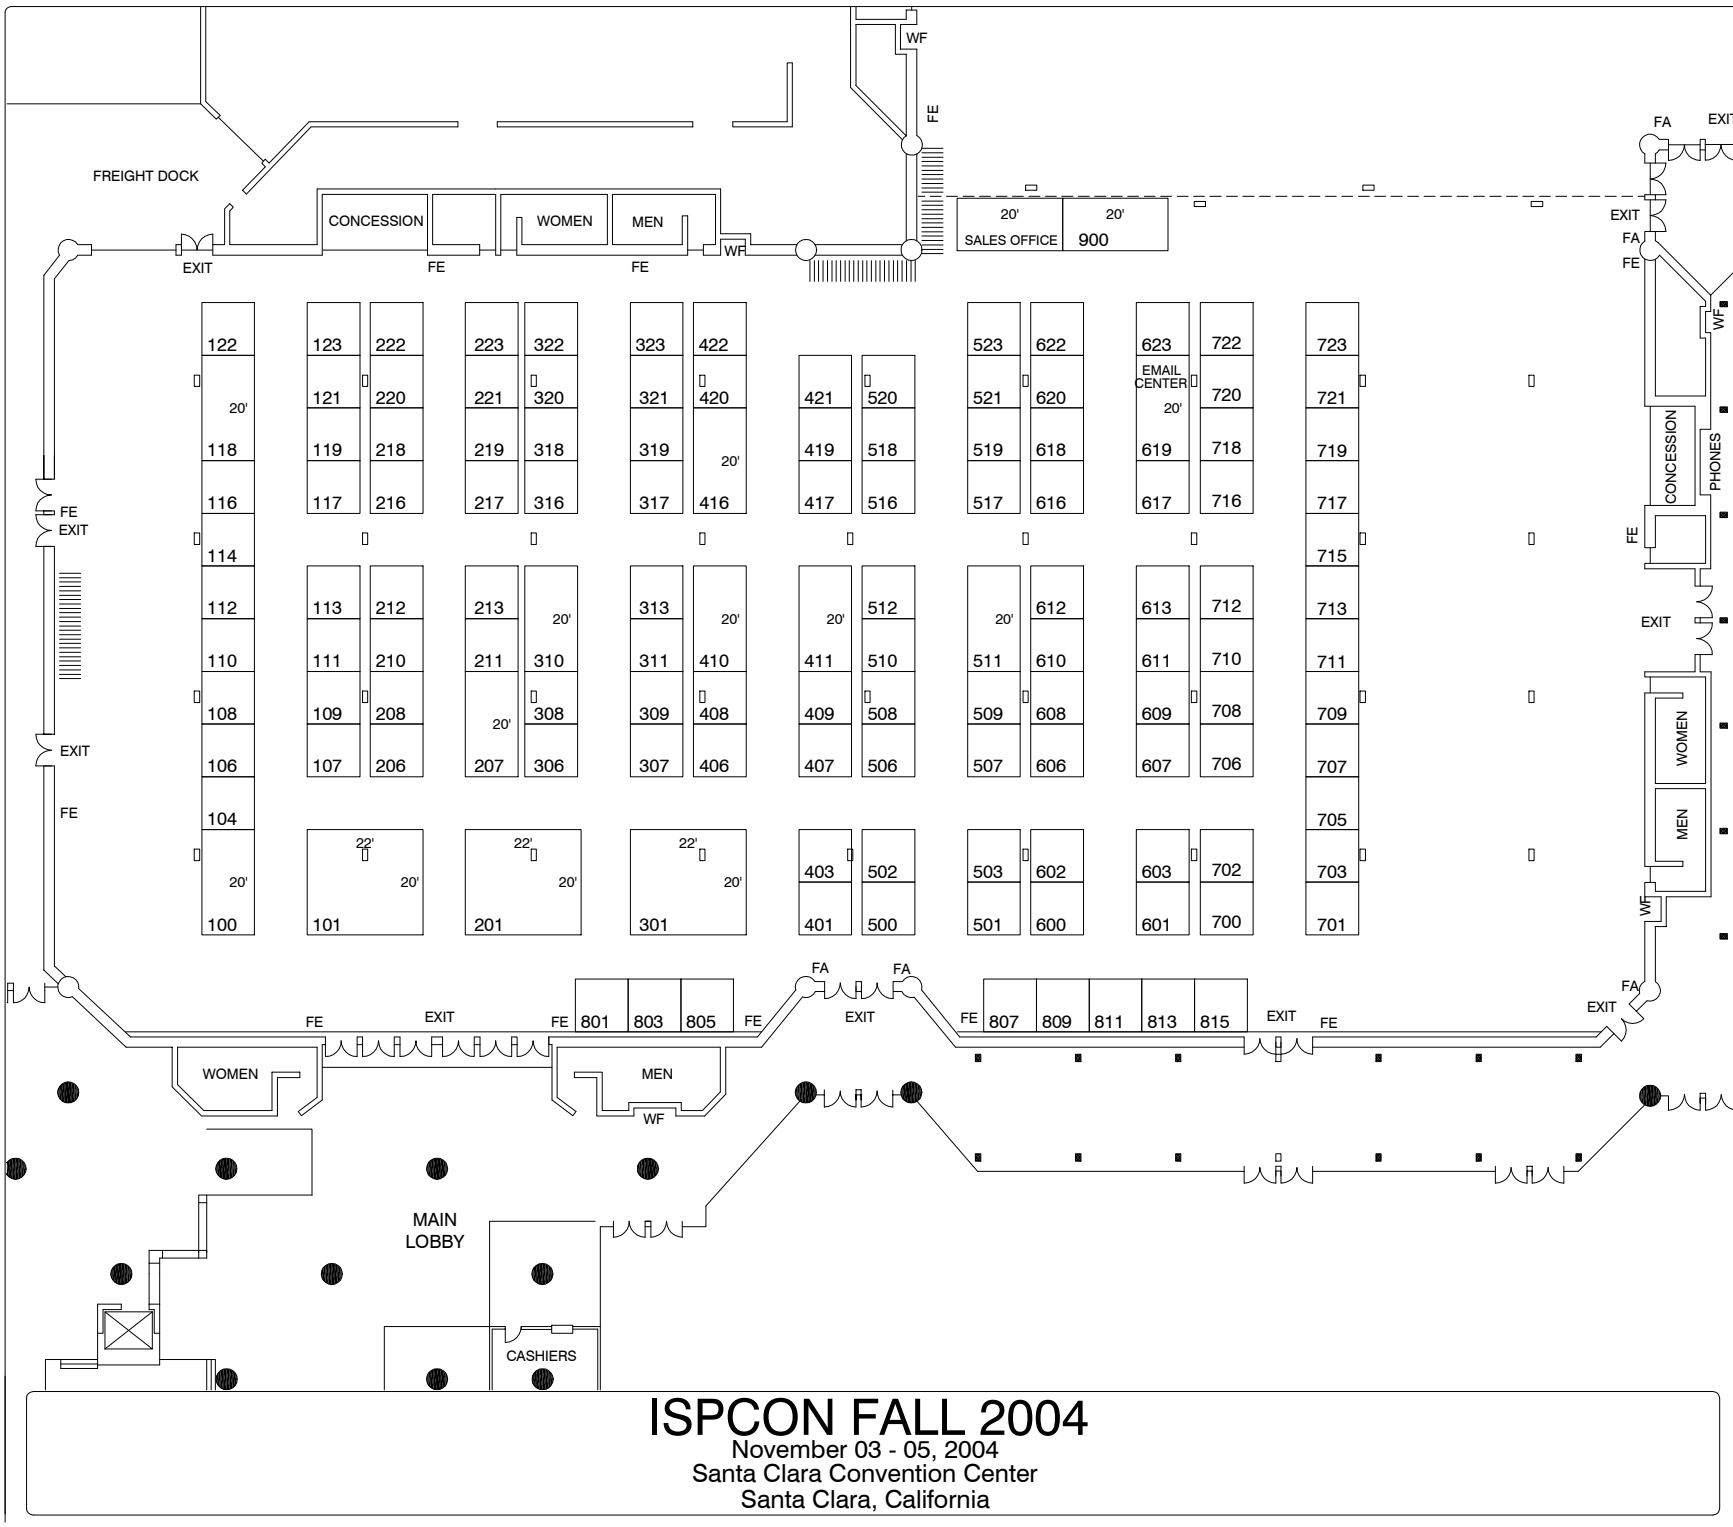 WF
FE
FA
EXIT
FREIGHT DOCK
CONCESSION
WOMEN
MEN
WF
20'
20'
SALES OFFICE
900
EXIT
FA
FE
EXIT
FE
FE
WF
122
123
222
223
322
323
422
523
622
623
722
723
EMAIL
CENTER
20'
20'
121
220
221
320
321
420
421
520
521
620
720
721
118
119
218
219
318
319
20'
419
518
519
618
619
718
719
CONCESSION
PHONES
116
117
216
217
316
317
416
417
516
517
616
617
716
717
FE
EXIT
FE
114
715
112
113
212
213
20'
313
20'
20'
512
20'
612
613
712
713
EXIT
110
111
210
211
310
311
410
411
510
511
610
611
710
711
108
109
208
20'
308
309
408
409
508
509
608
609
708
709
WOMEN
EXIT
106
107
206
207
306
307
406
407
506
507
606
607
706
707
FE
104
705
MEN
22'
22'
22'
20'
20'
20'
20'
403
502
503
602
603
702
703
WF
100
101
201
301
401
500
501
600
601
700
701
FA
FA
FA
FE
EXIT
FE
801
803
805
FE
EXIT
FE
807
809
811
813
815
EXIT
FE
EXIT
WOMEN
MEN
WF
MAIN
LOBBY
CASHIERS
ISPCON FALL 2004
November 03 - 05, 2004
Santa Clara Convention Center
Santa Clara, California